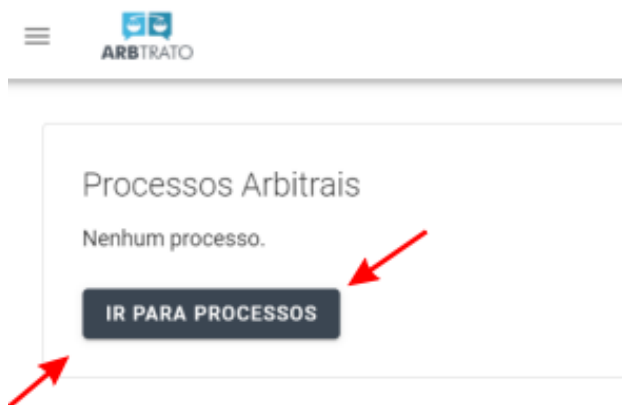 ARBTRATO
Processos Arbitrais
Nenhum processo.
IR PARA PROCESSOS